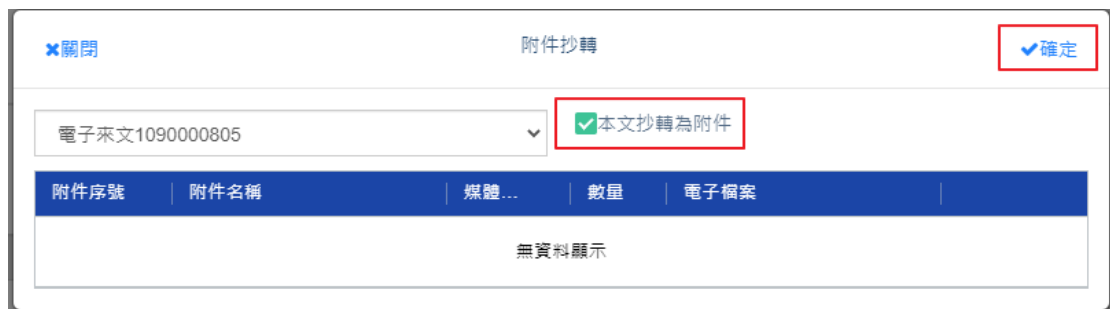 ✖關閉 附件抄轉 ✔確定
電子來文1090000805 本文抄轉為附件
附件序號 附件名稱 媒體... 數量 電子檔案
無資料顯示